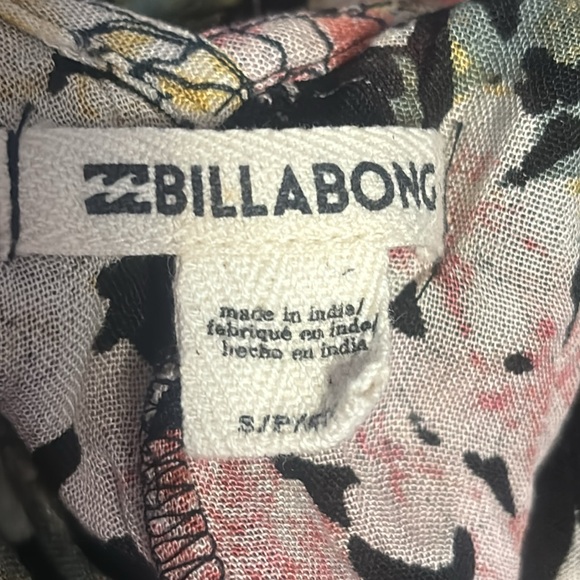 BILLABONG
made in india/
fabriqué en inde/
hecho en india
S/P/